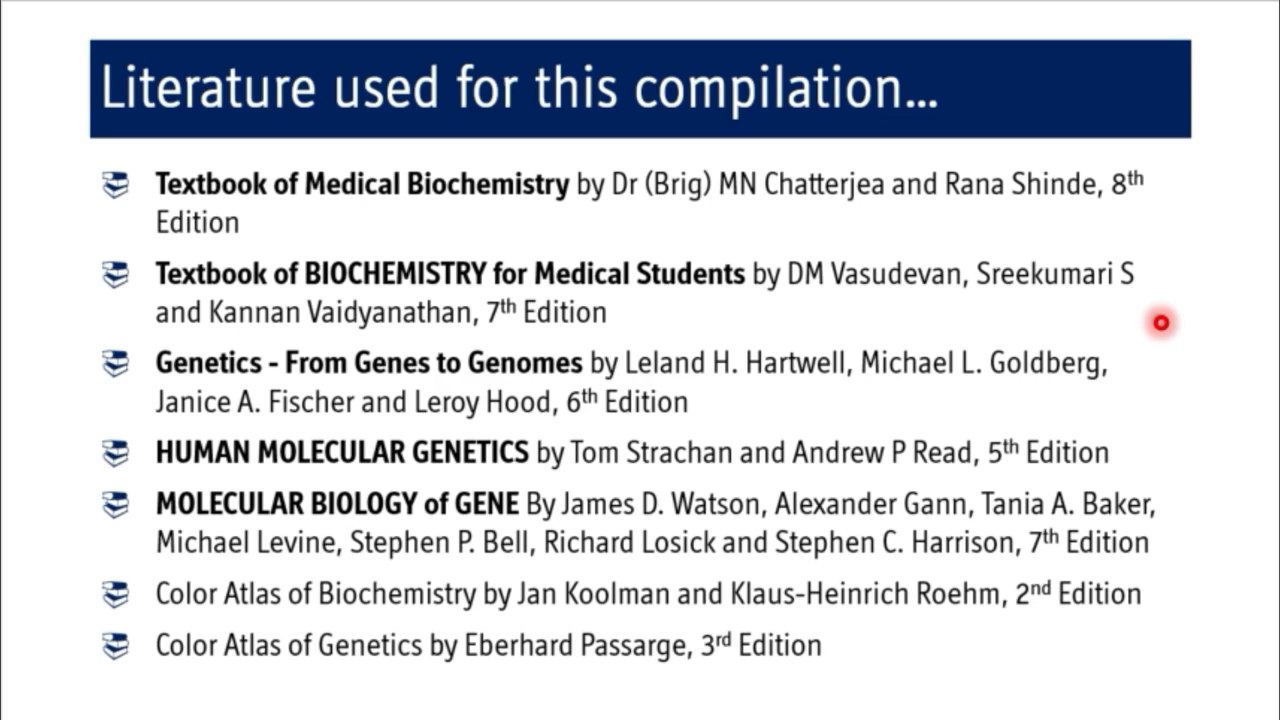 Literature used for this compilation...
Textbook of Medical Biochemistry by Dr (Brig) MN Chatterjea and Rana Shinde, 8th
Edition
Textbook of BIOCHEMISTRY for Medical Students by DM Vasudevan, Sreekumari S
and Kannan Vaidyanathan, 7th Edition
Genetics - From Genes to Genomes by Leland H. Hartwell, Michael L. Goldberg,
Janice A. Fischer and Leroy Hood, 6th Edition
HUMAN MOLECULAR GENETICS by Tom Strachan and Andrew P Read, 5th Edition
MOLECULAR BIOLOGY of GENE By James D. Watson, Alexander Gann, Tania A. Baker,
Michael Levine, Stephen P. Bell, Richard Losick and Stephen C. Harrison, 7th Edition
Color Atlas of Biochemistry by Jan Koolman and Klaus-Heinrich Roehm, 2nd Edition
Color Atlas of Genetics by Eberhard Passarge, 3rd Edition